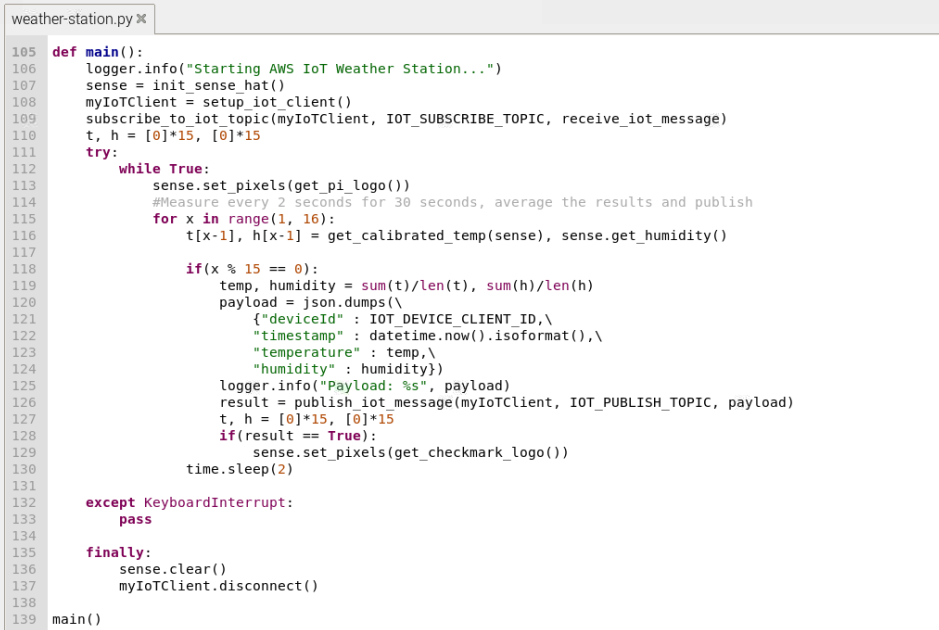 weather-station.py ×
105 def main():
106     logger.info("Starting AWS IoT Weather Station...")
107     sense = init_sense_hat()
108     myIoTClient = setup_iot_client()
109     subscribe_to_iot_topic(myIoTClient, IOT_SUBSCRIBE_TOPIC, receive_iot_message)
110     t, h = [0]*15, [0]*15
111     try:
112         while True:
113             sense.set_pixels(get_pi_logo())
114             #Measure every 2 seconds for 30 seconds, average the results and publish
115             for x in range(1, 16):
116                 t[x-1], h[x-1] = get_calibrated_temp(sense), sense.get_humidity()
117
118                 if(x % 15 == 0):
119                     temp, humidity = sum(t)/len(t), sum(h)/len(h)
120                     payload = json.dumps(\
121                         {"deviceId" : IOT_DEVICE_CLIENT_ID,\
122                         "timestamp" : datetime.now().isoformat(),\
123                         "temperature" : temp,\
124                         "humidity" : humidity})
125                     logger.info("Payload: %s", payload)
126                     result = publish_iot_message(myIoTClient, IOT_PUBLISH_TOPIC, payload)
127                     t, h = [0]*15, [0]*15
128                     if(result == True):
129                         sense.set_pixels(get_checkmark_logo())
130                 time.sleep(2)
131
132     except KeyboardInterrupt:
133         pass
134
135     finally:
136         sense.clear()
137         myIoTClient.disconnect()
138
139 main()